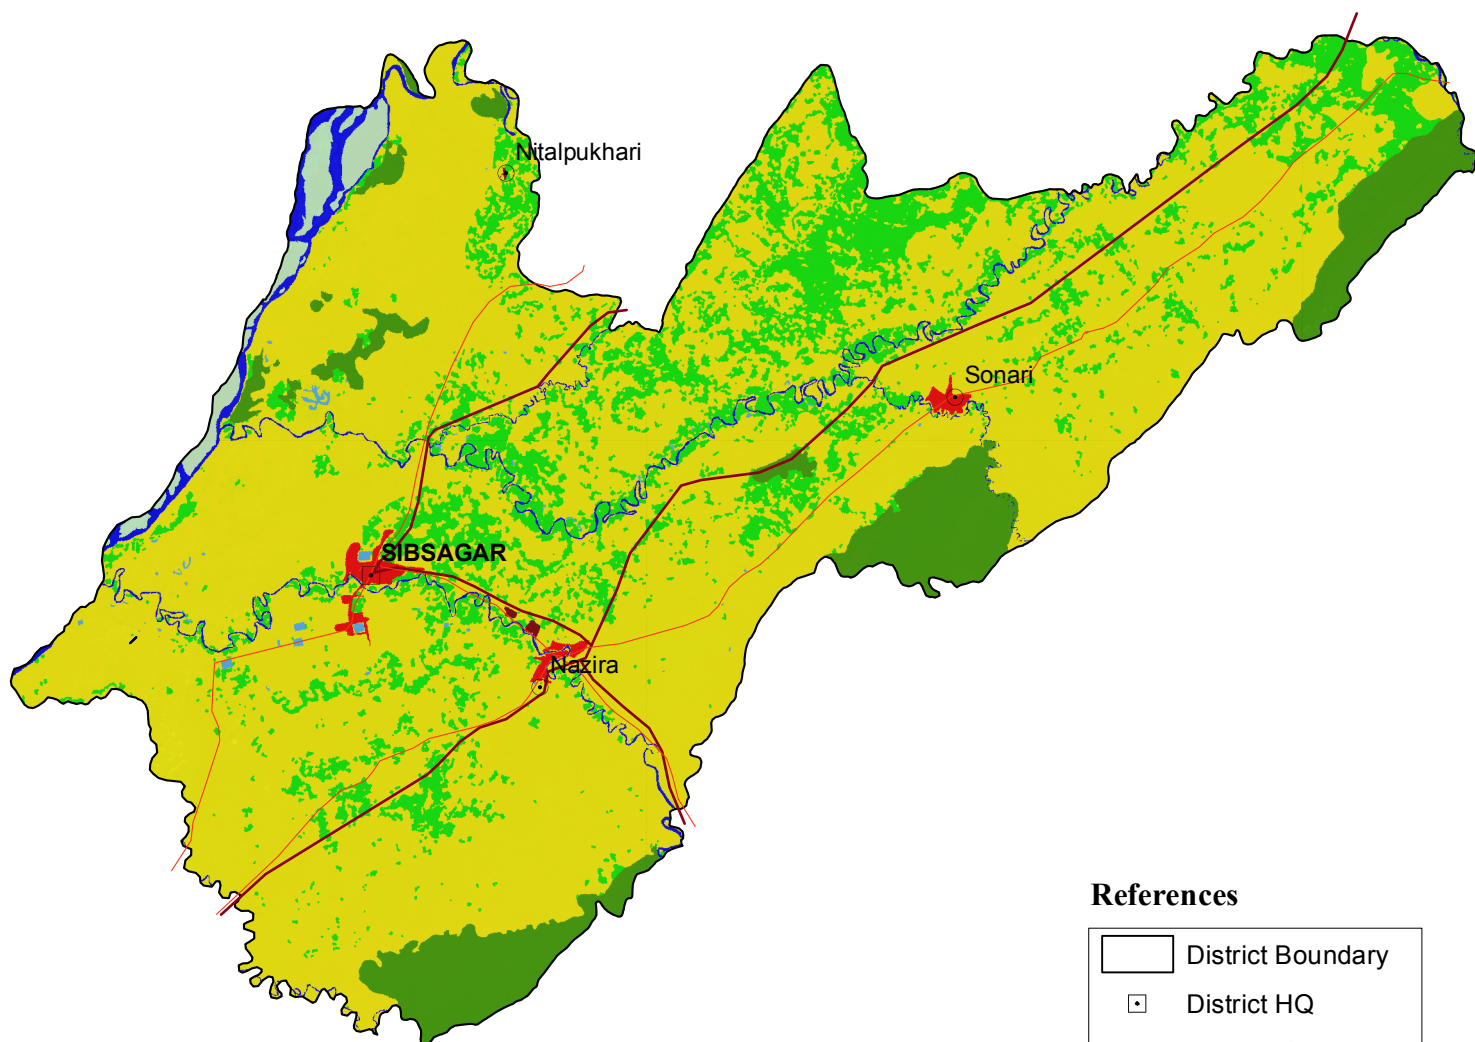 Nitalpukhari
Sonari
SIBSAGAR
Nazira
References
District Boundary
District HQ